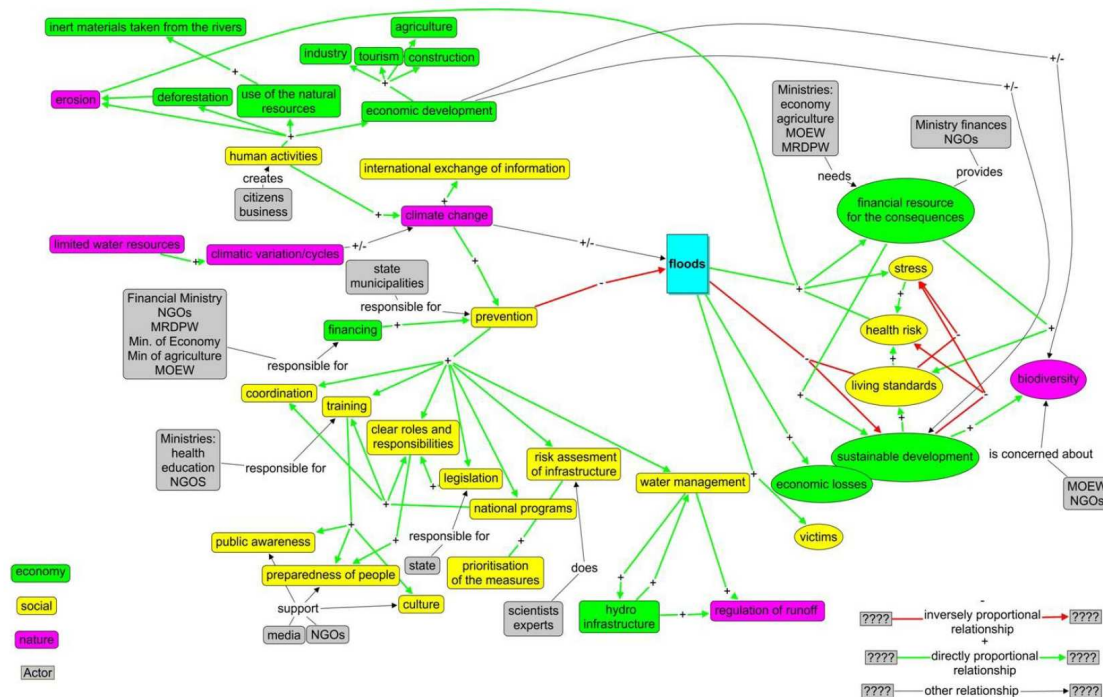 agriculture
inert materials taken from the rivers
industry
tourism
construction
+
+
+/-
erosion
deforestation
use of the natural
resources
economic development
+/-
Ministries:
economy
agriculture
MOEW
MRDPW
Ministry finances
NGOs
+
human activities
international exchange of information
creates
citizens
business
needs
provides
+
+
climate change
financial resource
for the consequences
limited water resources
+
climatic variation/cycles
+/-
+/-
floods
stress
state
municipalities
+
-
+
+
responsible for
Financial Ministry
NGOs
MRDPW
Min. of Economy
Min of agriculture
MOEW
financing
+
prevention
health risk
+
-
responsible for
-
+
living standards
biodiversity
coordination
+
training
+
-
+
clear roles and
responsibilities
+
+
Ministries:
health
education
NGOS
responsible for
risk assesment
of infrastructure
sustainable development
is concerned about
legislation
+
water management
economic losses
+
MOEW
NGOs
+
national programs
+
public awareness
+
responsible for
+
victims
preparedness of people
state
prioritisation
of the measures
does
economy
culture
+
+
social
support
scientists
experts
hydro
infrastructure
+
+
regulation of runoff
-
????
inversely proportional
relationship
????
nature
media
NGOs
+
????
directly proportional
relationship
????
Actor
????
other relationship
????